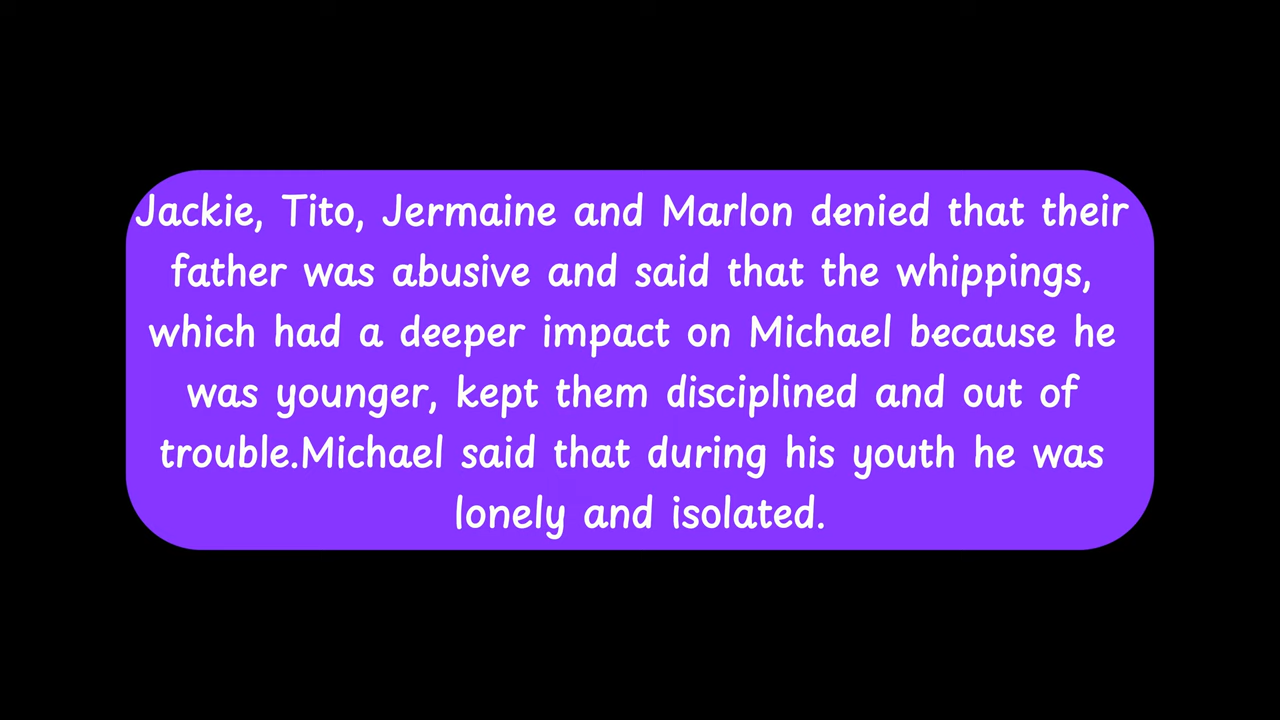 Jackie, Tito, Jermaine and Marlon denied that their
father was abusive and said that the whippings,
which had a deeper impact on Michael because he
was younger, kept them disciplined and out of
trouble.Michael said that during his youth he was
lonely and isolated.